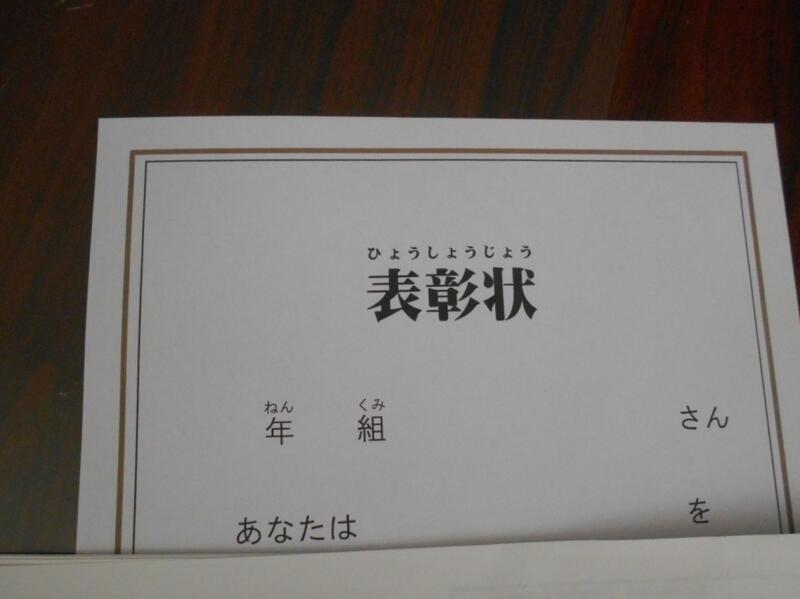 ひょうしょうじょう
表彰状
ねん くみ
年 組 さん
あなたは を